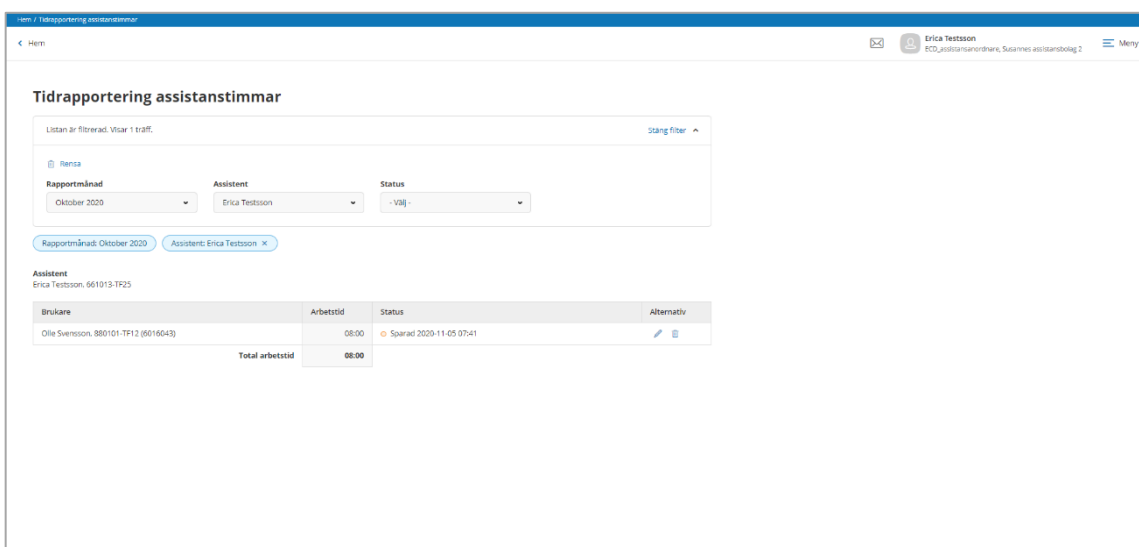 Hem / Tidrapportering assistanstimmar
Hem
Erica Testsson
ECD_assistansanordnare, Susannes assistansbolag 2
Meny
Tidrapportering assistanstimmar
Listan är filtrerad. Visar 1 träff.
Stäng filter
Rensa
Rapportmånad Assistent Status
Oktober 2020 Erica Testsson - Välj -
Rapportmånad: Oktober 2020 Assistent: Erica Testsson ×
Assistent
Erica Testsson, 661013-TF25
Brukare Arbetstid Status Alternativ
Olle Svensson, 880101-TF12 (6016043) 08:00 Sparad 2020-11-05 07:41
Total arbetstid 08:00